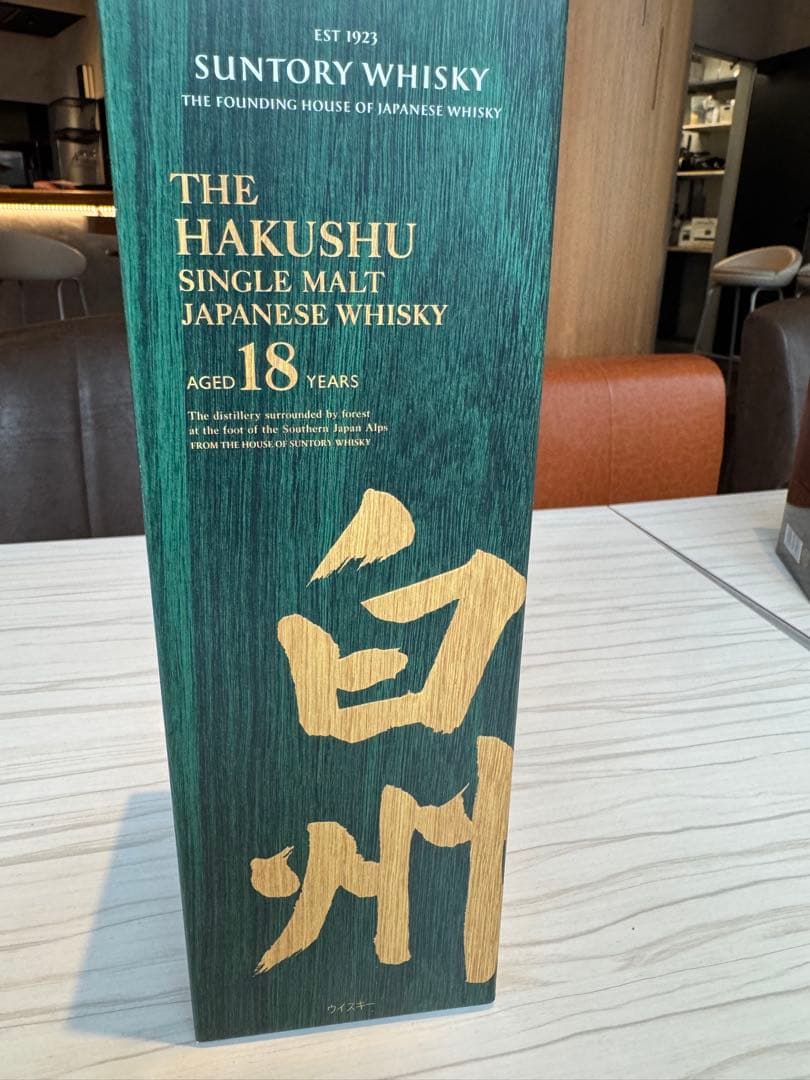 EST 1923
SUNTORY WHISKY
THE FOUNDING HOUSE OF JAPANESE WHISKY
THE
HAKUSHU
SINGLE MALT
JAPANESE WHISKY
AGED 18 YEARS
The distillery surrounded by forest
at the foot of the Southern Japan Alps
FROM THE HOUSE OF SUNTORY WHISKY
白
州
ウイスキー